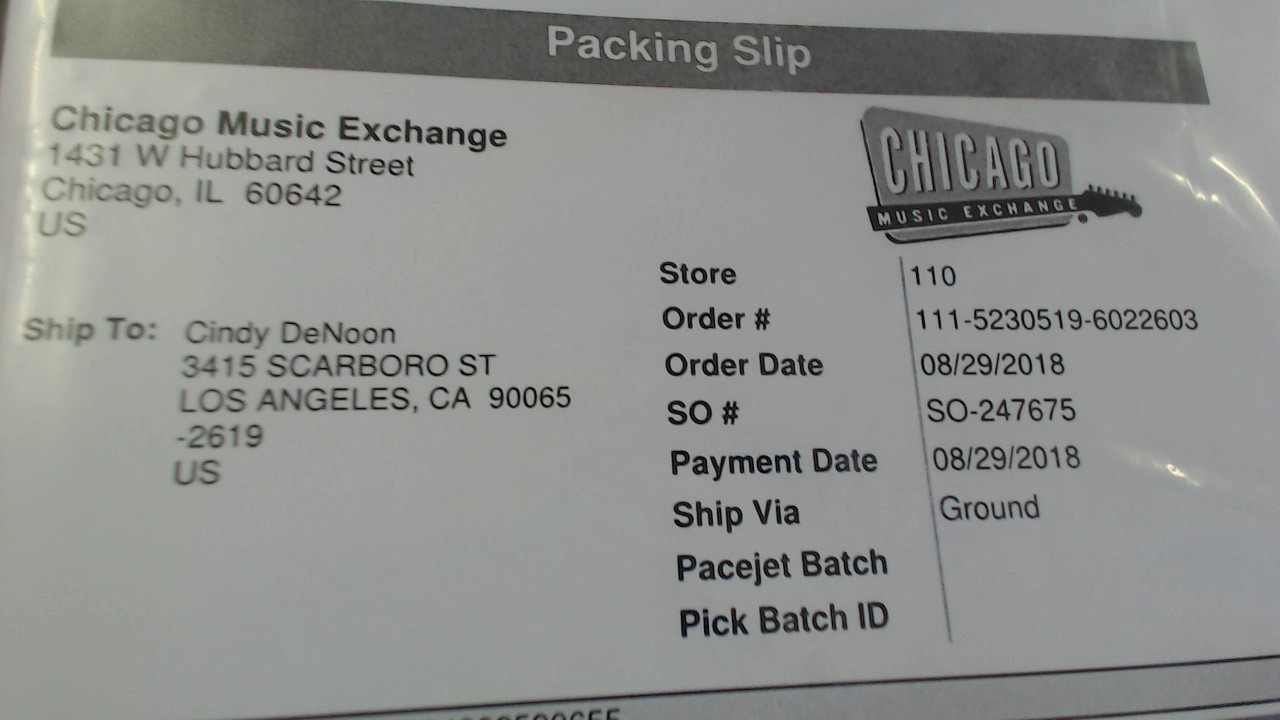 Packing Slip
Chicago Music Exchange
1431 W Hubbard Street
Chicago, IL 60642
US
CHICAGO
MUSIC EXCHANGE
Ship To: Cindy DeNoon
3415 SCARBORO ST
LOS ANGELES, CA 90065
-2619
US
Store 110
Order # 111-5230519-6022603
Order Date 08/29/2018
SO # SO-247675
Payment Date 08/29/2018
Ship Via Ground
Pacejet Batch
Pick Batch ID